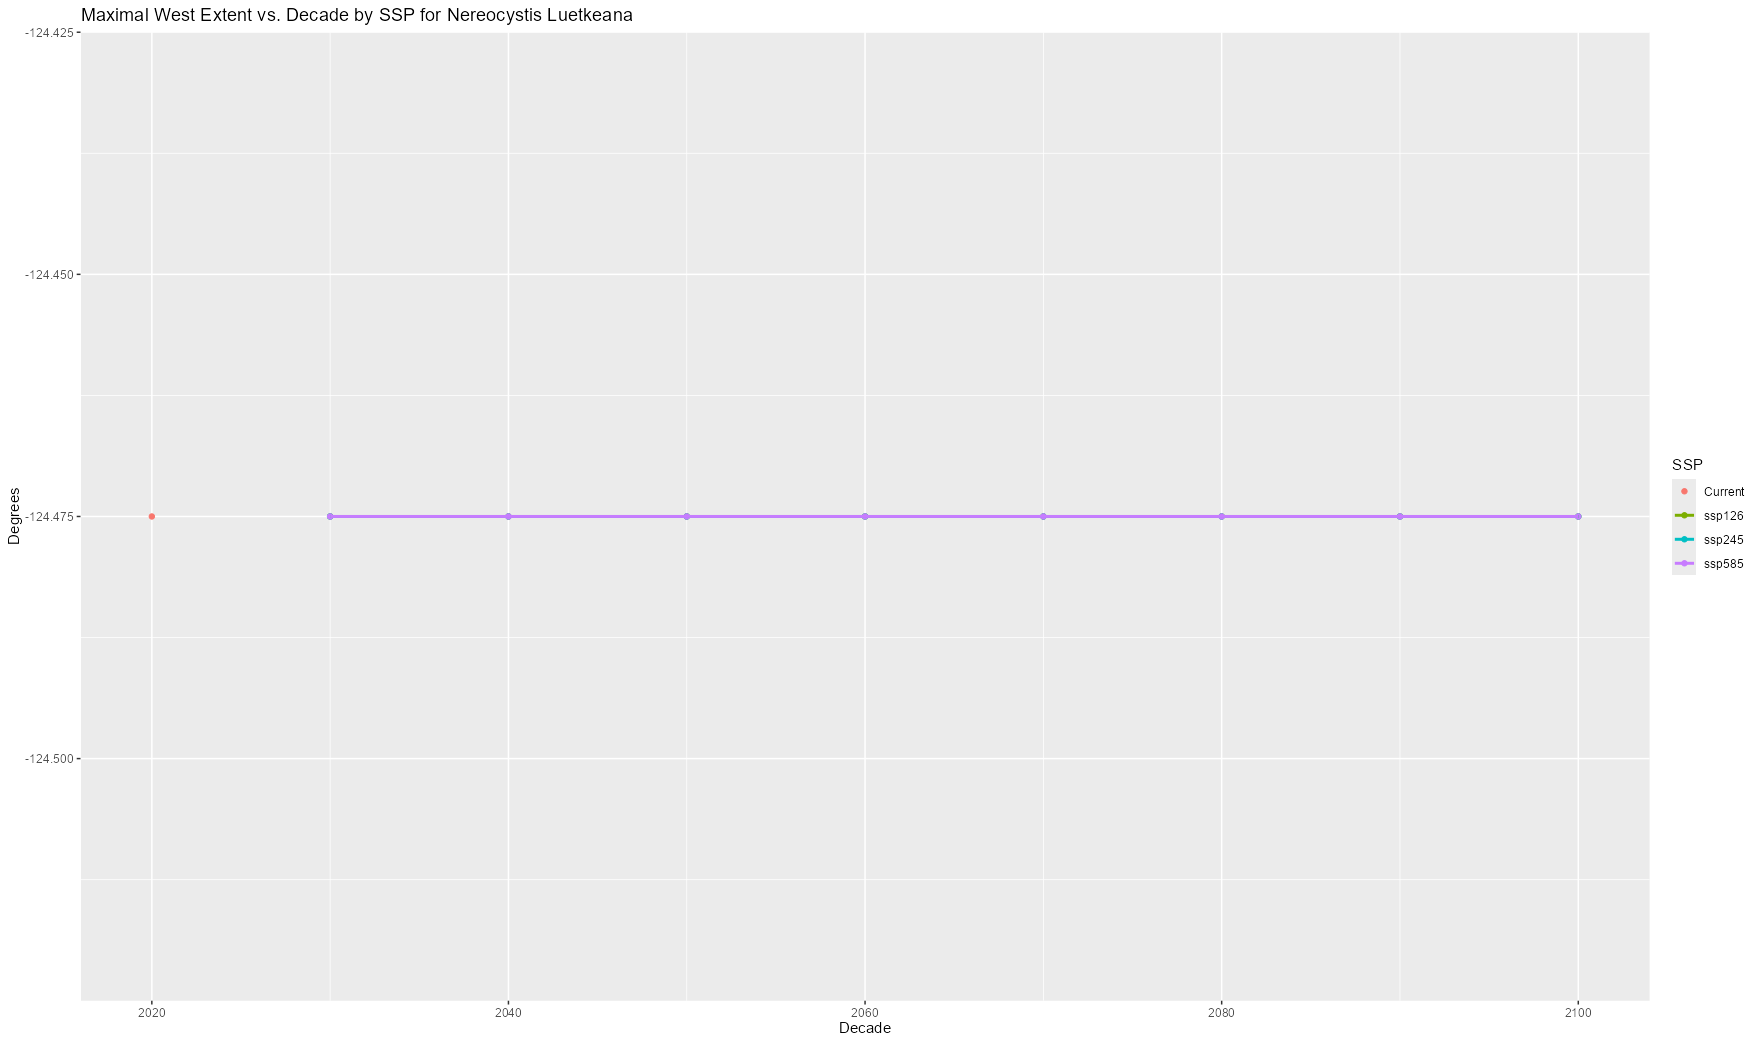 Maximal West Extent vs. Decade by SSP for Nereocystis Luetkeana
-124.425
-124.450
-124.475
-124.500
Degrees
2020
2040
2060
2080
2100
Decade
SSP
Current
ssp126
ssp245
ssp585